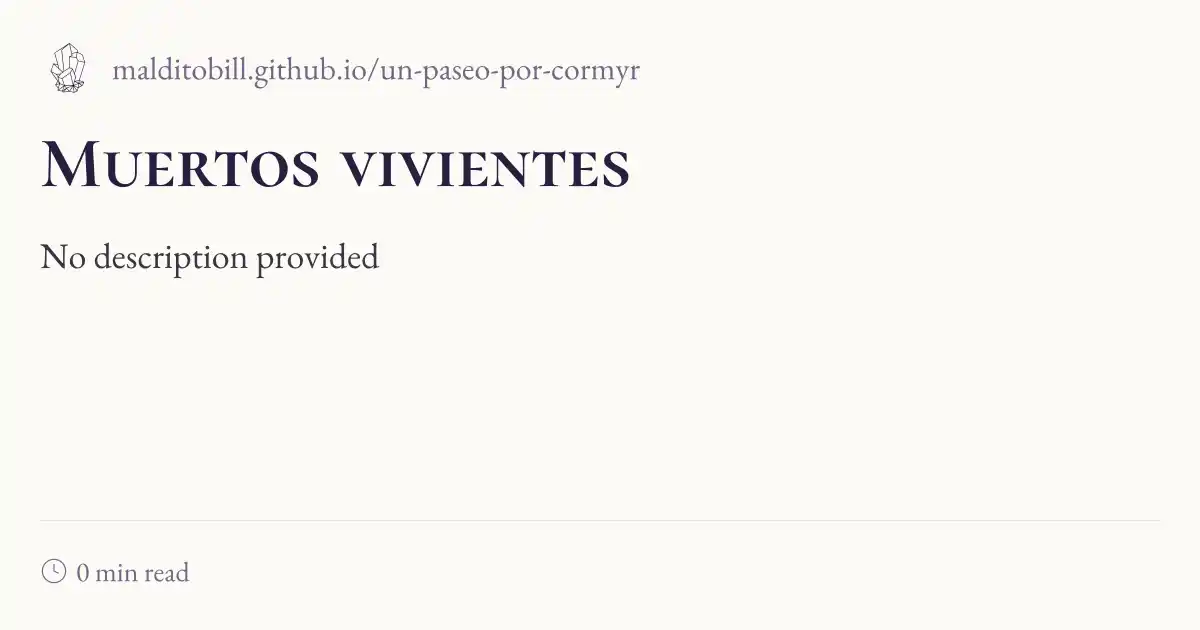 malditobill.github.io/un-paseo-por-cormyr
Muertos vivientes
No description provided
0 min read